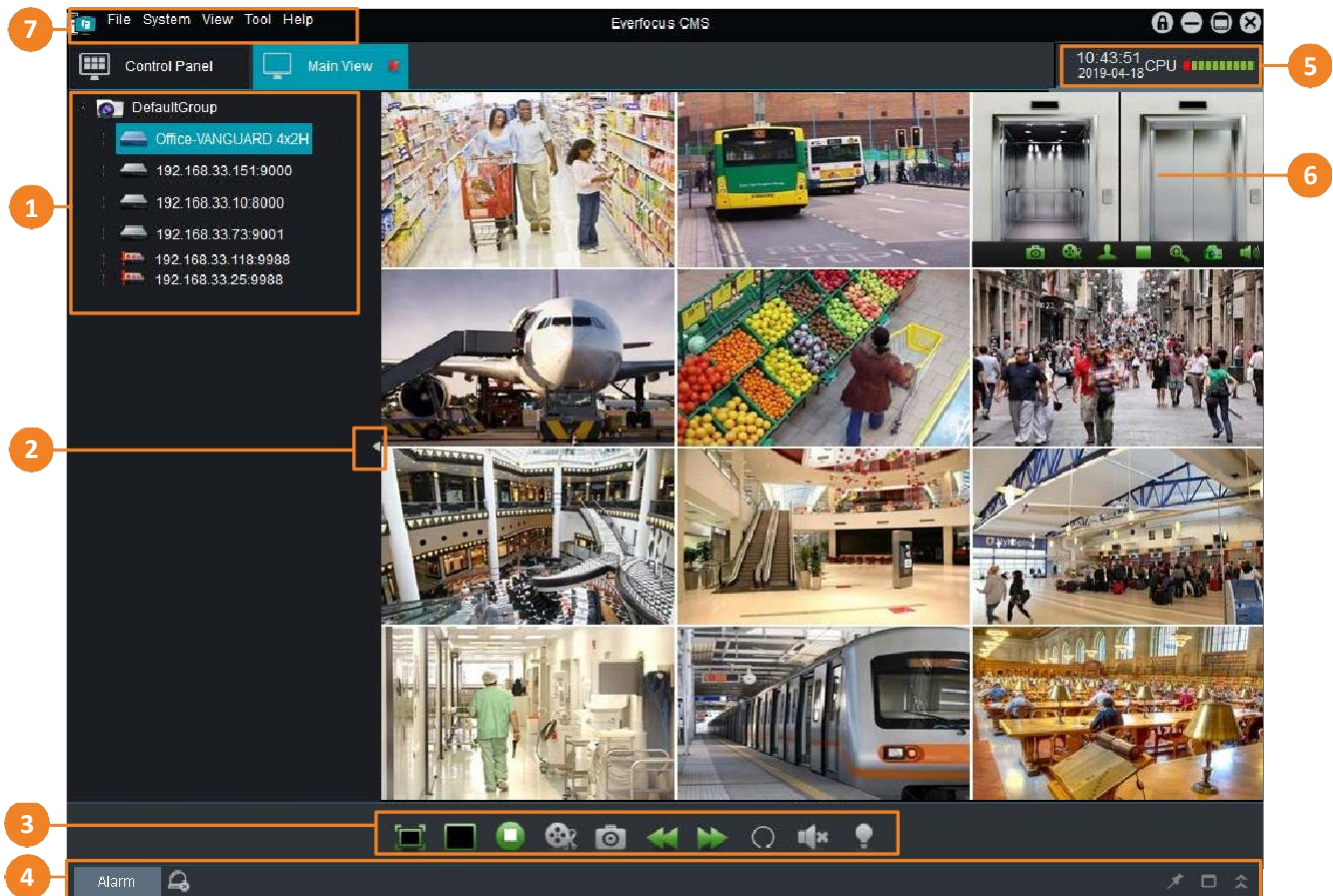 7
File System View Tool Help
Everfocus CMS
Control Panel
Main View
10:43:51
2019-04-18
CPU
5
DefaultGroup
Office-VANGUARD 4x2H
192.168.33.151:9000
192.168.33.10:8000
192.168.33.73:9001
192.168.33.118:9988
192.168.33.25:9988
1
6
2
3
4
Alarm